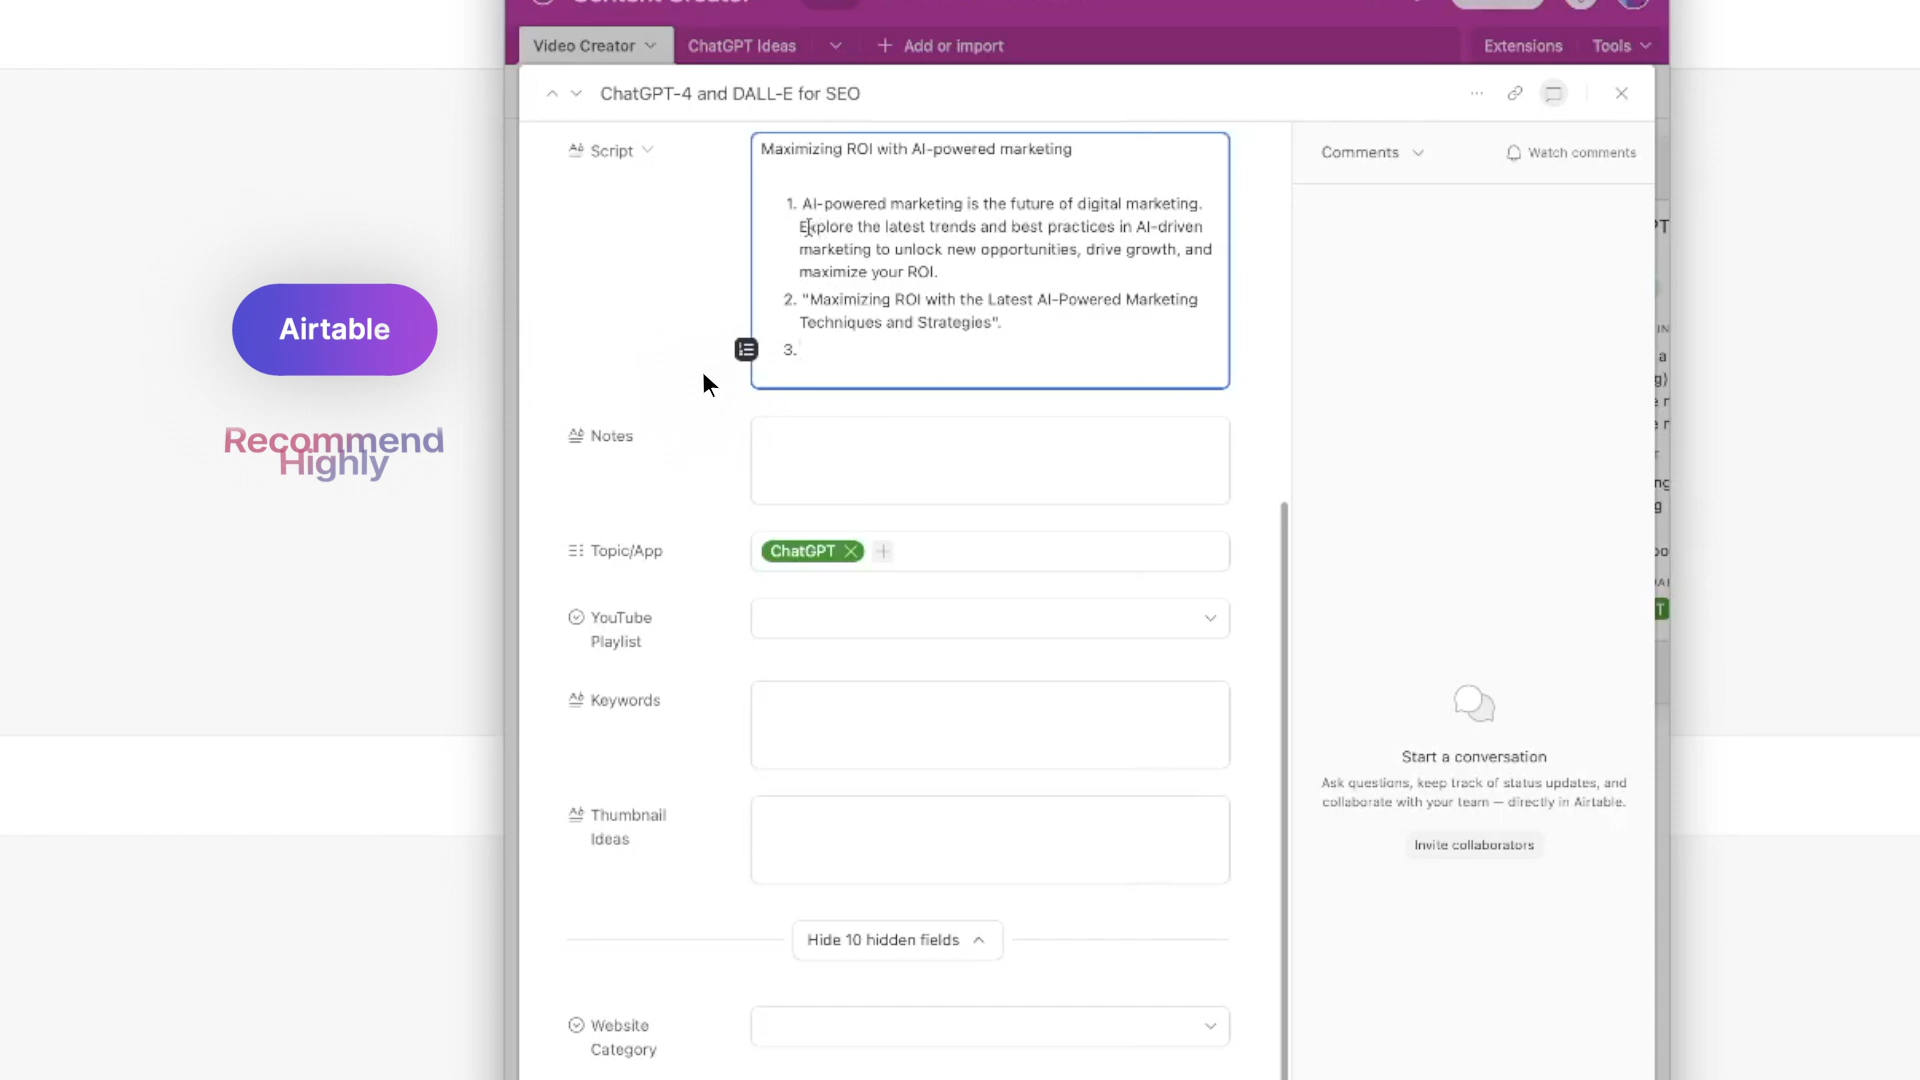 Content Creator
Video Creator
ChatGPT Ideas
Add or import
Extensions
Tools
ChatGPT-4 and DALL-E for SEO
Script
Maximizing ROI with AI-powered marketing
1. AI-powered marketing is the future of digital marketing.
Explore the latest trends and best practices in AI-driven
marketing to unlock new opportunities, drive growth, and
maximize your ROI.
2. "Maximizing ROI with the Latest AI-Powered Marketing
Techniques and Strategies".
3.
Comments
Watch comments
Airtable
Recommend
Highly
Notes
Topic/App
ChatGPT
YouTube
Playlist
Keywords
Thumbnail
Ideas
Start a conversation
Ask questions, keep track of status updates, and
collaborate with your team — directly in Airtable.
Invite collaborators
Hide 10 hidden fields
Website
Category